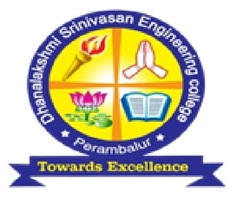 Dhanalakshmi Srinivasan Engineering college
Perambalur
Towards Excellence